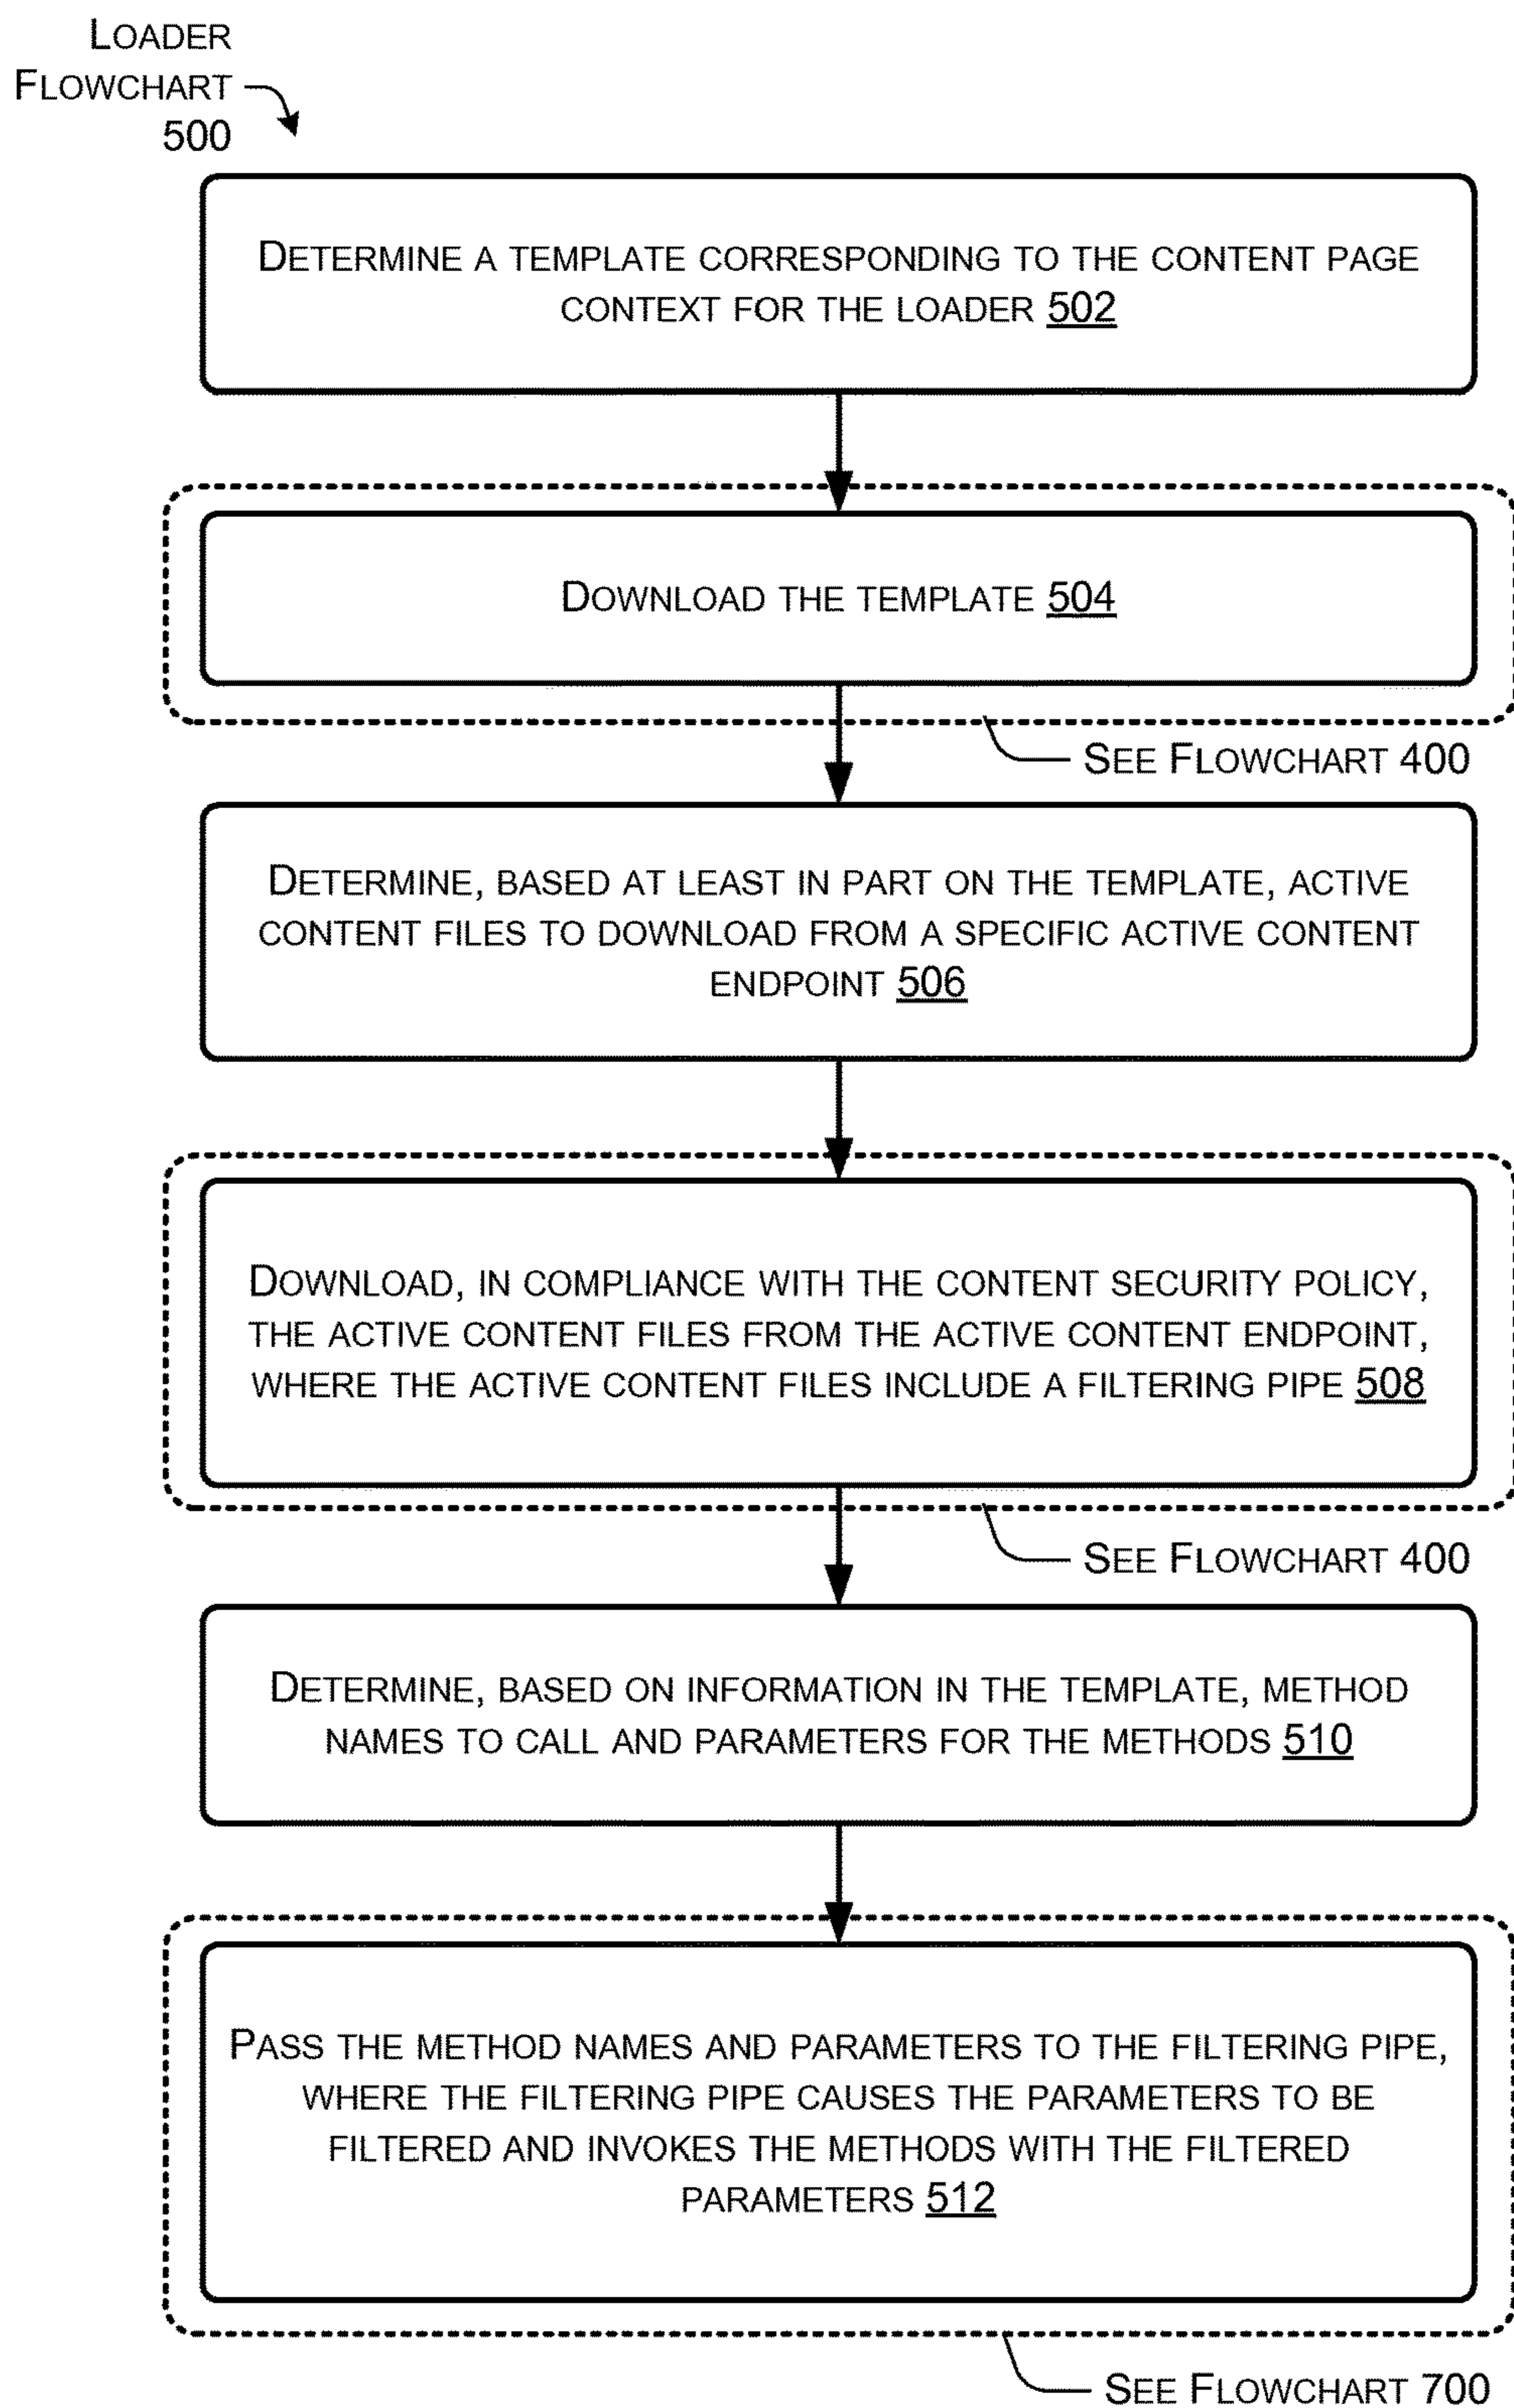 LOADER
FLOWCHART
500
DETERMINE A TEMPLATE CORRESPONDING TO THE CONTENT PAGE
CONTEXT FOR THE LOADER 502
DOWNLOAD THE TEMPLATE 504
SEE FLOWCHART 400
DETERMINE, BASED AT LEAST IN PART ON THE TEMPLATE, ACTIVE
CONTENT FILES TO DOWNLOAD FROM A SPECIFIC ACTIVE CONTENT
ENDPOINT 506
DOWNLOAD, IN COMPLIANCE WITH THE CONTENT SECURITY POLICY,
THE ACTIVE CONTENT FILES FROM THE ACTIVE CONTENT ENDPOINT,
WHERE THE ACTIVE CONTENT FILES INCLUDE A FILTERING PIPE 508
SEE FLOWCHART 400
DETERMINE, BASED ON INFORMATION IN THE TEMPLATE, METHOD
NAMES TO CALL AND PARAMETERS FOR THE METHODS 510
PASS THE METHOD NAMES AND PARAMETERS TO THE FILTERING PIPE,
WHERE THE FILTERING PIPE CAUSES THE PARAMETERS TO BE
FILTERED AND INVOKES THE METHODS WITH THE FILTERED
PARAMETERS 512
SEE FLOWCHART 700